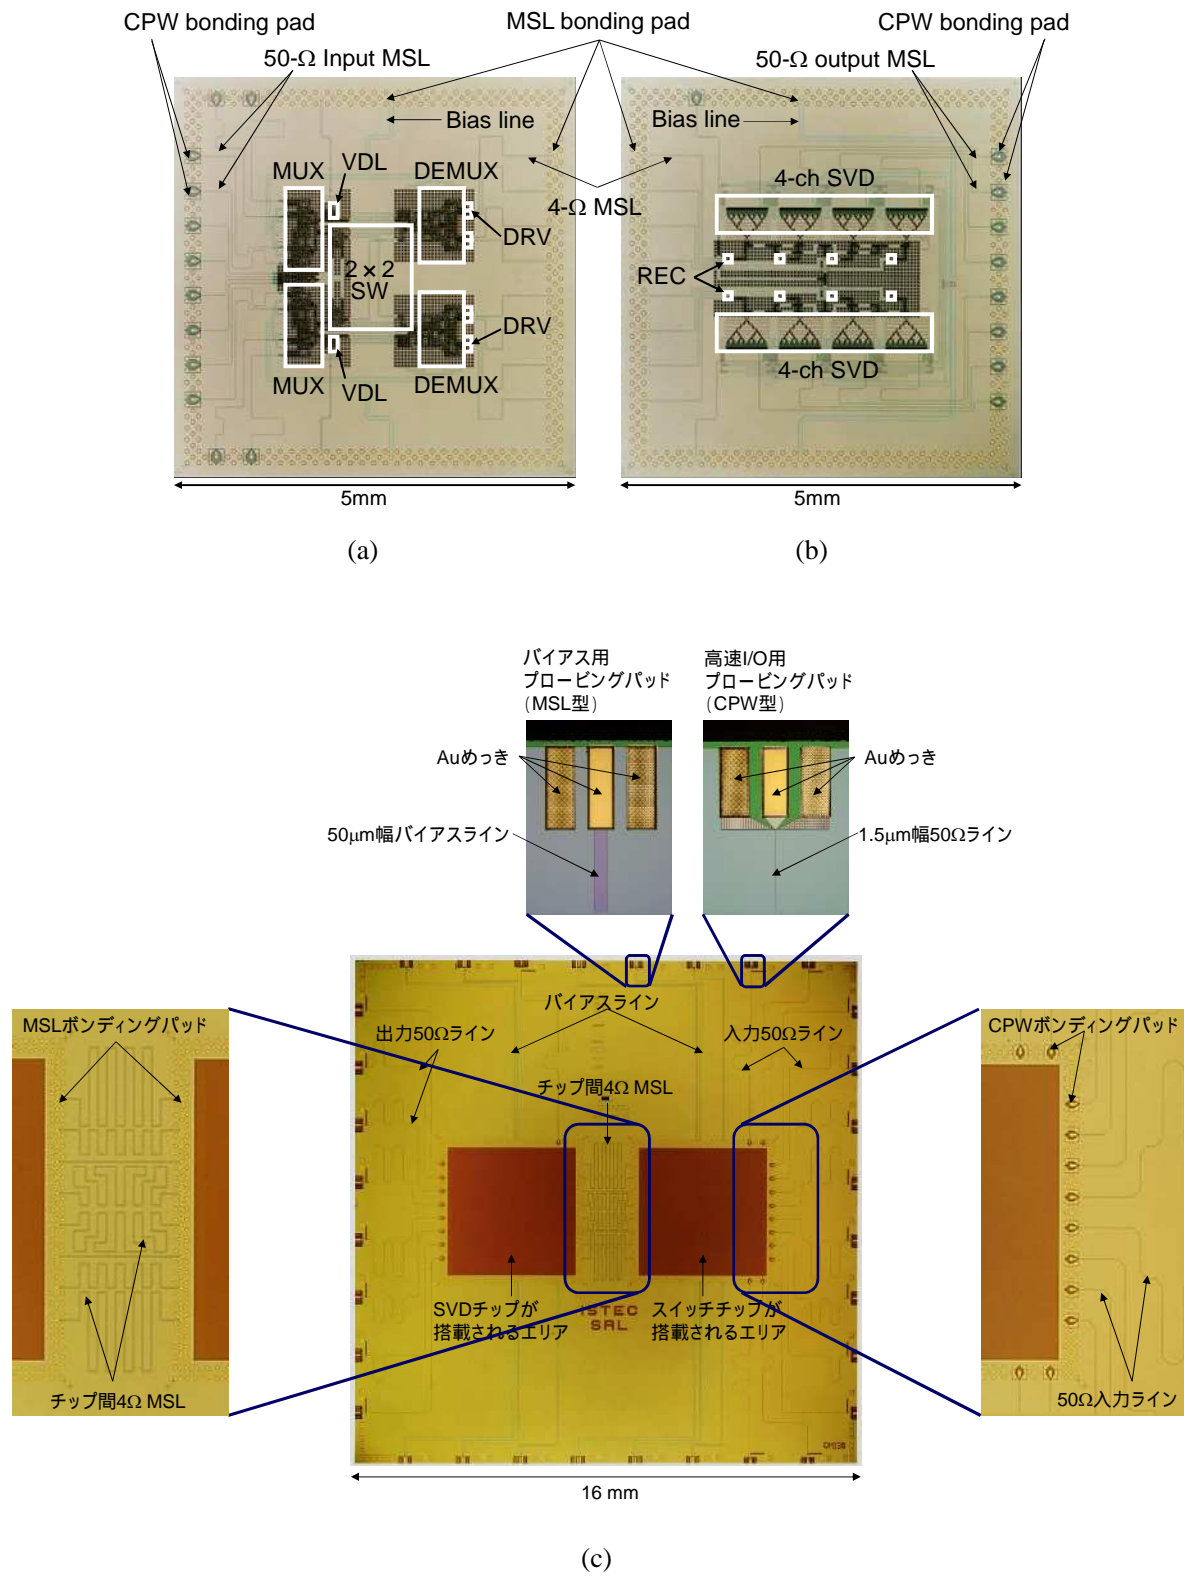 CPW bonding pad
MSL bonding pad
CPW bonding pad
50-Ω Input MSL
50-Ω output MSL
Bias line
Bias line
MUX
VDL
DEMUX
4-ch SVD
4-Ω MSL
DRV
2×2
SW
REC
DRV
MUX
VDL
DEMUX
4-ch SVD
5mm
5mm
(a)
(b)
バイアス用
プロービングパッド
(MSL型)
高速I/O用
プロービングパッド
(CPW型)
Auめっき
Auめっき
50μm幅バイアスライン
1.5μm幅50Ωライン
MSLボンディングパッド
バイアスライン
出力50Ωライン
入力50Ωライン
CPWボンディングパッド
チップ間4Ω MSL
SVDチップが
搭載されるエリア
スイッチチップが
搭載されるエリア
ISTEC
SRL
チップ間4Ω MSL
50Ω入力ライン
16 mm
(c)